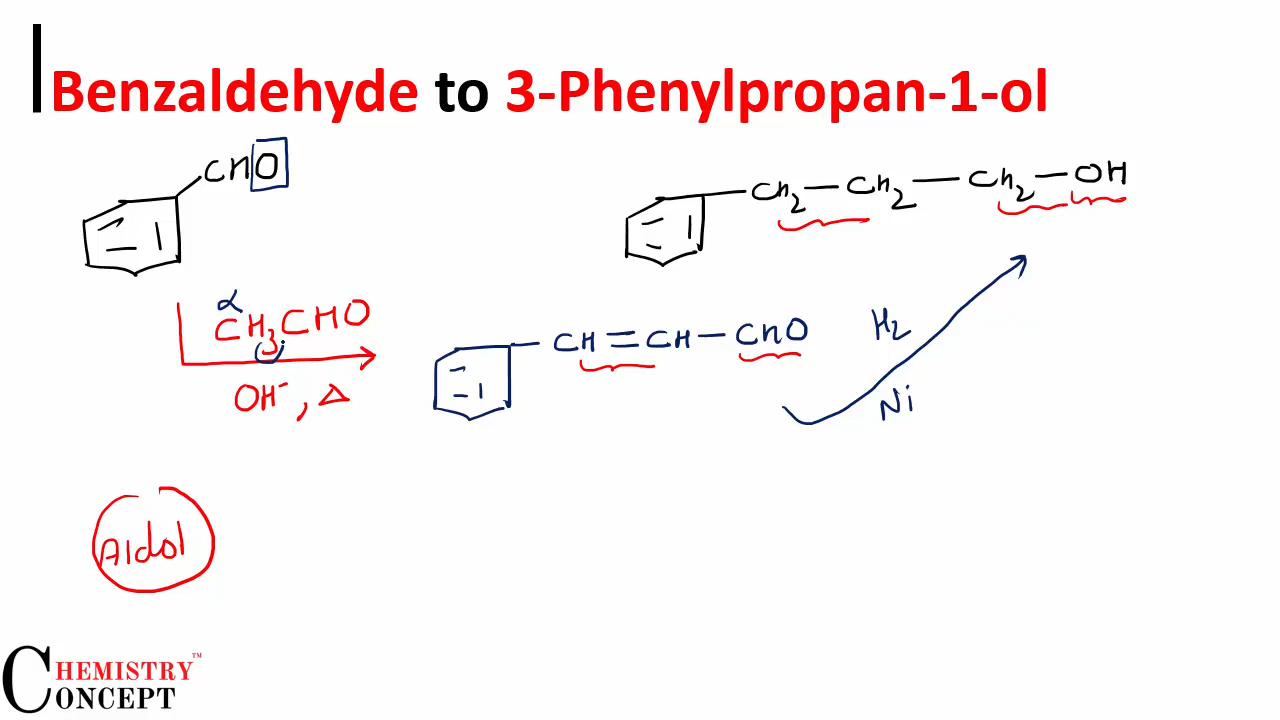 Benzaldehyde to 3-Phenylpropan-1-ol
CHO
CH₂—CH₂—CH₂—OH
α
CH₃CHO
OH⁻, Δ
CH=CH—CHO
H₂
Ni
Aldol
CHEMISTRY™
CONCEPT